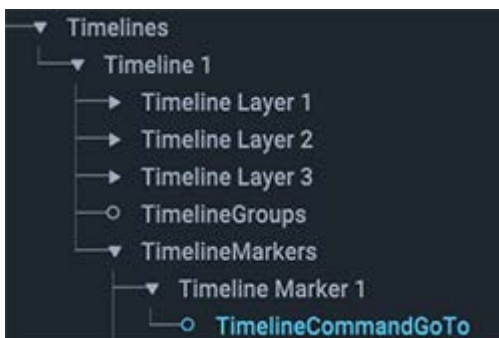 Timelines
Timeline 1
Timeline Layer 1
Timeline Layer 2
Timeline Layer 3
TimelineGroups
TimelineMarkers
Timeline Marker 1
TimelineCommandGoTo